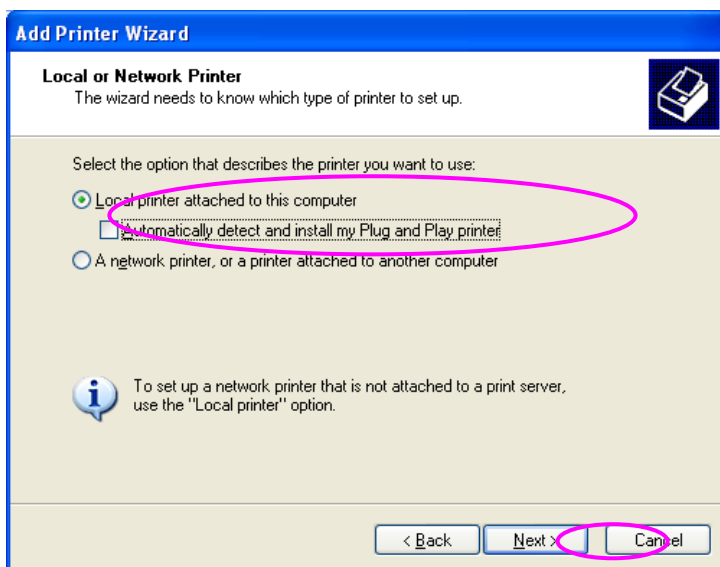 Add Printer Wizard
Local or Network Printer
The wizard needs to know which type of printer to set up.
Select the option that describes the printer you want to use:
Local printer attached to this computer
Automatically detect and install my Plug and Play printer
A network printer, or a printer attached to another computer
To set up a network printer that is not attached to a print server,
use the "Local printer" option.
< Back Next > Cancel